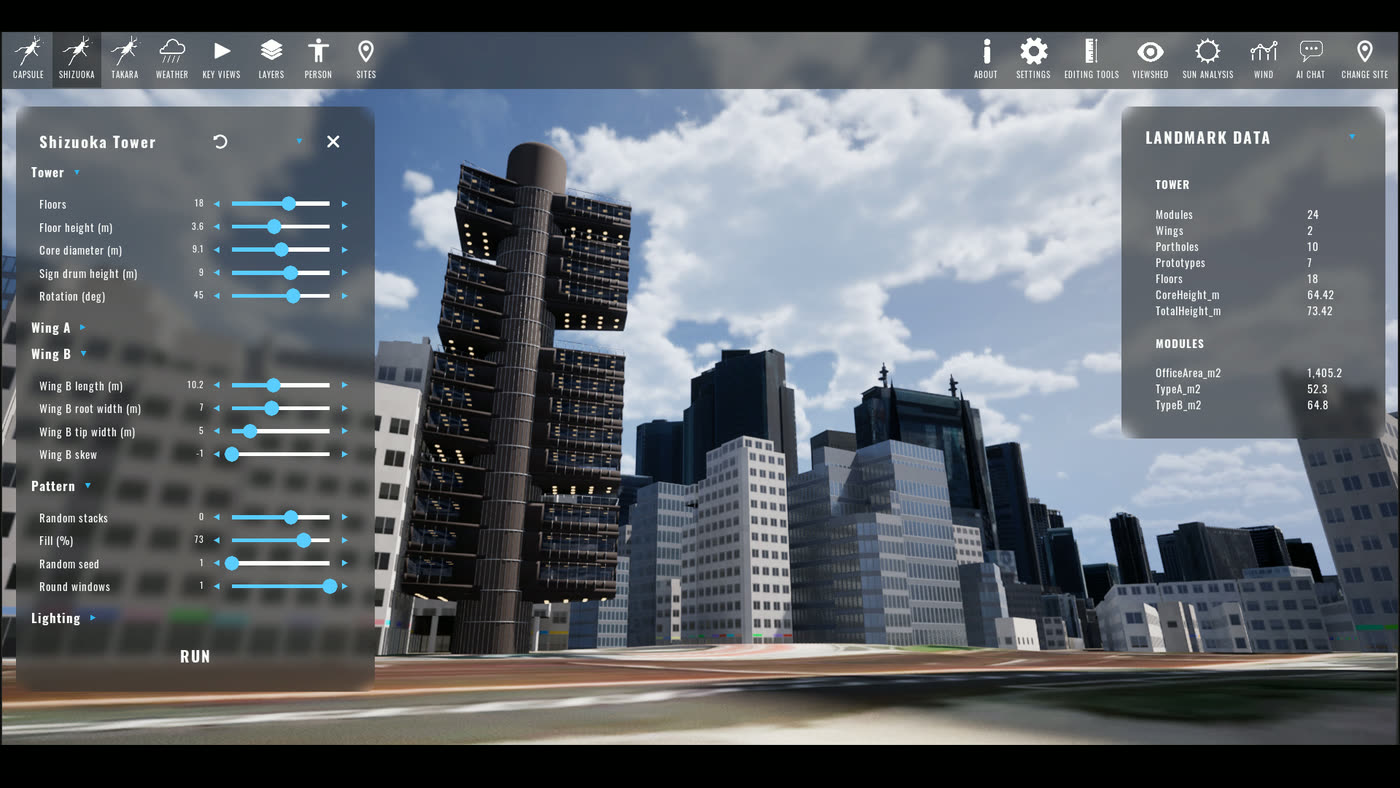 CAPSULE SHIZUOKA TAKARA WEATHER KEY VIEWS LAYERS PERSON SITES ABOUT SETTINGS EDITING TOOLS VIEWSHED SUN ANALYSIS WIND AI CHAT CHANGE SITE
Shizuoka Tower
Tower
Floors 18
Floor height (m) 3.6
Core diameter (m) 9.1
Sign drum height (m) 9
Rotation (deg) 45
Wing A
Wing B
Wing B length (m) 10.2
Wing B root width (m) 7
Wing B tip width (m) 5
Wing B skew -1
Pattern
Random stacks 0
Fill (%) 73
Random seed 1
Round windows 1
Lighting
RUN
LANDMARK DATA
TOWER
Modules 24
Wings 2
Portholes 10
Prototypes 7
Floors 18
CoreHeight_m 64.42
TotalHeight_m 73.42
MODULES
OfficeArea_m2 1,405.2
TypeA_m2 52.3
TypeB_m2 64.8